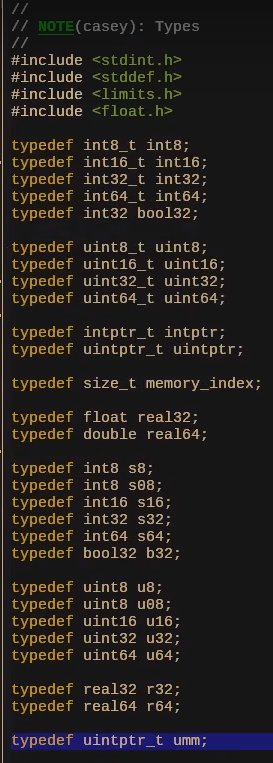 //
// NOTE(casey): Types
//
#include <stdint.h>
#include <stddef.h>
#include <limits.h>
#include <float.h>

typedef int8_t int8;
typedef int16_t int16;
typedef int32_t int32;
typedef int64_t int64;
typedef int32 bool32;

typedef uint8_t uint8;
typedef uint16_t uint16;
typedef uint32_t uint32;
typedef uint64_t uint64;

typedef intptr_t intptr;
typedef uintptr_t uintptr;

typedef size_t memory_index;

typedef float real32;
typedef double real64;

typedef int8 s8;
typedef int8 s08;
typedef int16 s16;
typedef int32 s32;
typedef int64 s64;
typedef bool32 b32;

typedef uint8 u8;
typedef uint8 u08;
typedef uint16 u16;
typedef uint32 u32;
typedef uint64 u64;

typedef real32 r32;
typedef real64 r64;

typedef uintptr_t umm;